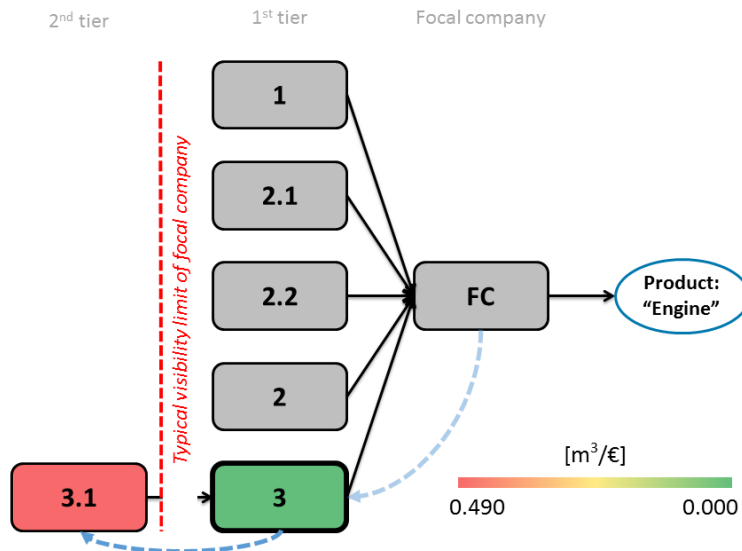 2nd tier
1st tier
Focal company
Typical visibility limit of focal company
1
2.1
2.2
FC
Product:
“Engine”
2
3.1
3
[m³/€]
0.490
0.000